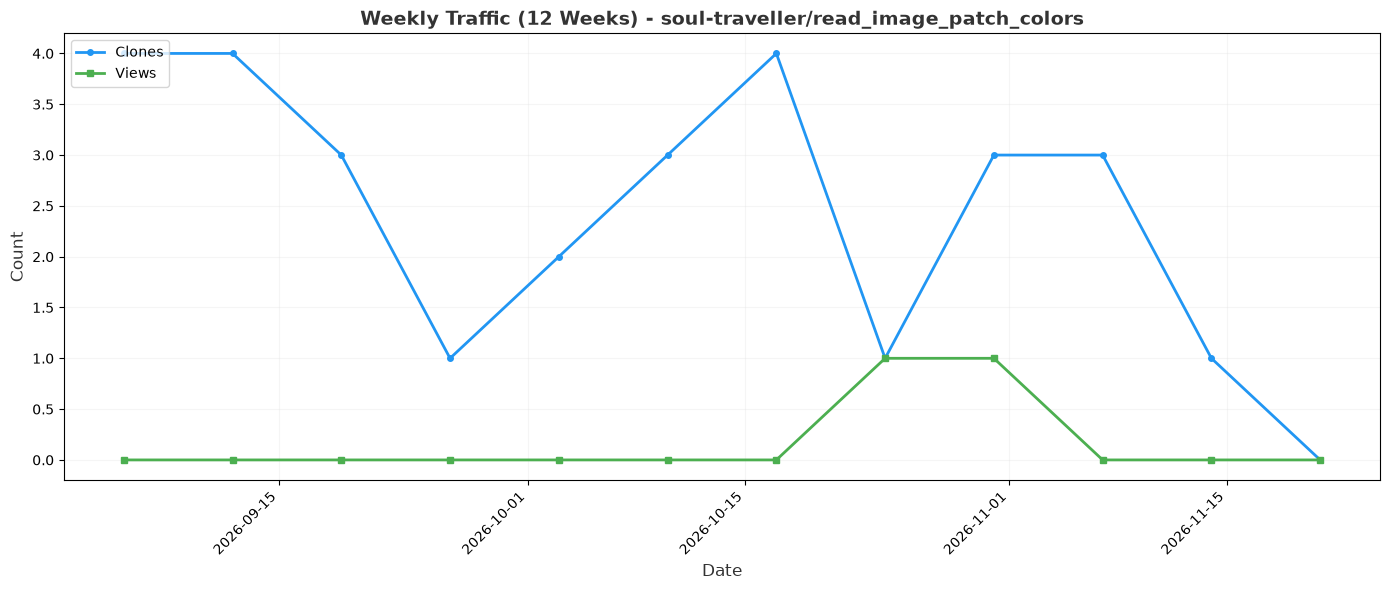 Weekly Traffic (12 Weeks) - soul-traveller/read_image_patch_colors
Clones
Views
4.0
3.5
3.0
2.5
2.0
1.5
1.0
0.5
0.0
Count
2026-09-15
2026-10-01
2026-10-15
2026-11-01
2026-11-15
Date